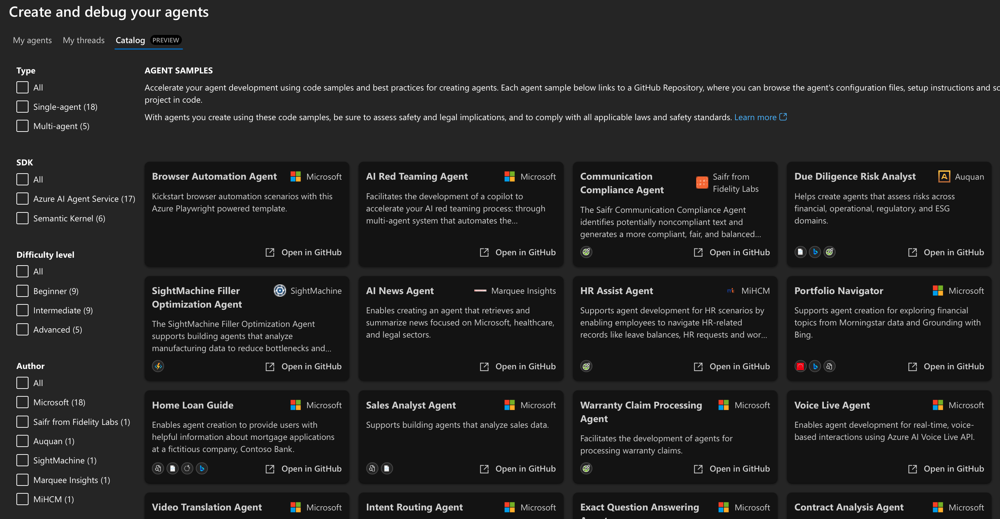 Create and debug your agents
My agents
My threads
Catalog
PREVIEW
Type
All
Single-agent (18)
Multi-agent (5)
SDK
All
Azure AI Agent Service (17)
Semantic Kernel (6)
Difficulty level
All
Beginner (9)
Intermediate (9)
Advanced (5)
Author
All
Microsoft (18)
Saifr from Fidelity Labs (1)
Auquan (1)
SightMachine (1)
Marquee Insights (1)
MiHCM (1)
AGENT SAMPLES
Accelerate your agent development using code samples and best practices for creating agents. Each agent sample below links to a GitHub Repository, where you can browse the agent's configuration files, setup instructions and
project in code.
With agents you create using these code samples, be sure to assess safety and legal implications, and to comply with all applicable laws and safety standards. Learn more
Browser Automation Agent
Microsoft
Kickstart browser automation scenarios with this
Azure Playwright powered template.
Open in GitHub
AI Red Teaming Agent
Microsoft
Facilitates the development of a copilot to
accelerate your AI red teaming process: through
multi-agent system that automates the...
Open in GitHub
Communication
Compliance Agent
Saifr from
Fidelity Labs
The Saifr Communication Compliance Agent
identifies potentially noncompliant text and
generates a more compliant, fair, and balanced...
Open in GitHub
Due Diligence Risk Analyst
Auquan
Helps create agents that assess risks across
financial, operational, regulatory, and ESG
domains.
Open in GitHub
SightMachine Filler
Optimization Agent
SightMachine
The SightMachine Filler Optimization Agent
supports building agents that analyze
manufacturing data to reduce bottlenecks and...
Open in GitHub
AI News Agent
Marquee Insights
Enables creating an agent that retrieves and
summarize news focused on Microsoft, healthcare,
and legal sectors.
Open in GitHub
HR Assist Agent
MiHCM
Supports agent development for HR scenarios by
enabling employees to navigate HR-related
records like leave balances, HR requests and wor...
Open in GitHub
Portfolio Navigator
Microsoft
Supports agent creation for exploring financial
topics from Morningstar data and Grounding with
Bing.
Open in GitHub
Home Loan Guide
Microsoft
Enables agent creation to provide users with
helpful information about mortgage applications
at a fictitious company, Contoso Bank.
Open in GitHub
Sales Analyst Agent
Microsoft
Supports building agents that analyze sales data.
Open in GitHub
Warranty Claim Processing
Agent
Microsoft
Facilitates the development of agents for
processing warranty claims.
Open in GitHub
Voice Live Agent
Microsoft
Enables agent development for real-time, voice-
based interactions using Azure AI Voice Live API.
Open in GitHub
Video Translation Agent
Microsoft
Intent Routing Agent
Microsoft
Exact Question Answering
Microsoft
Contract Analysis Agent
Microsoft